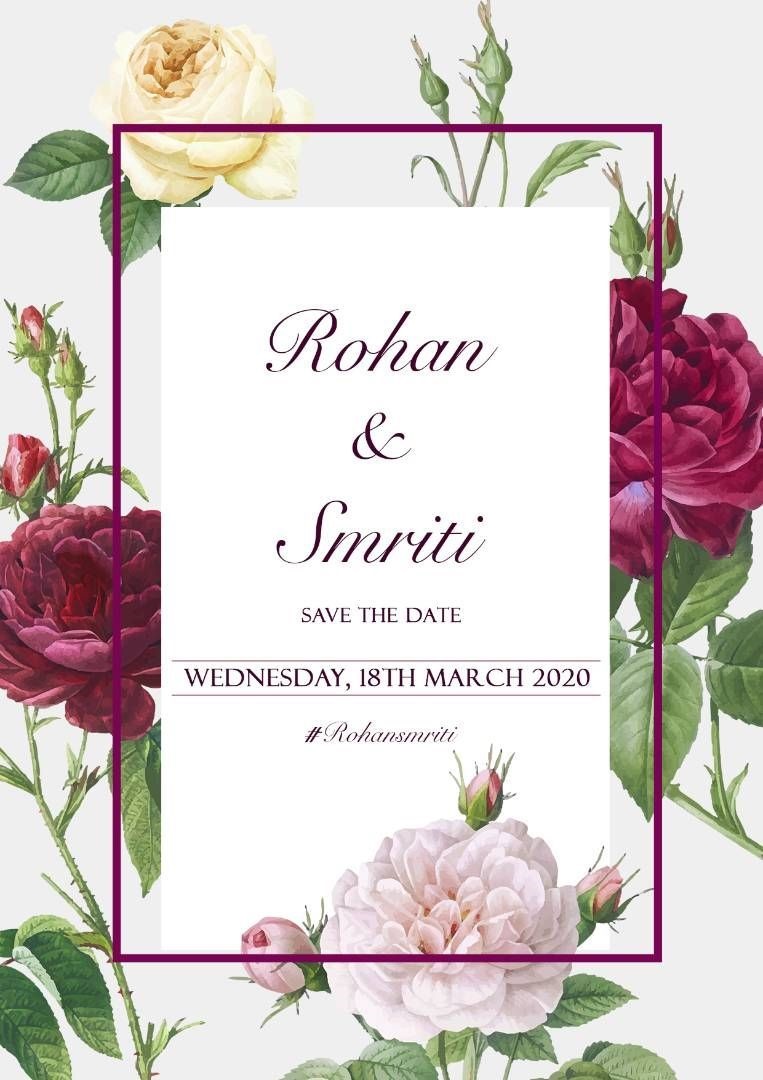 Rohan
&
Smriti
SAVE THE DATE
WEDNESDAY, 18TH MARCH 2020
#Rohansmriti